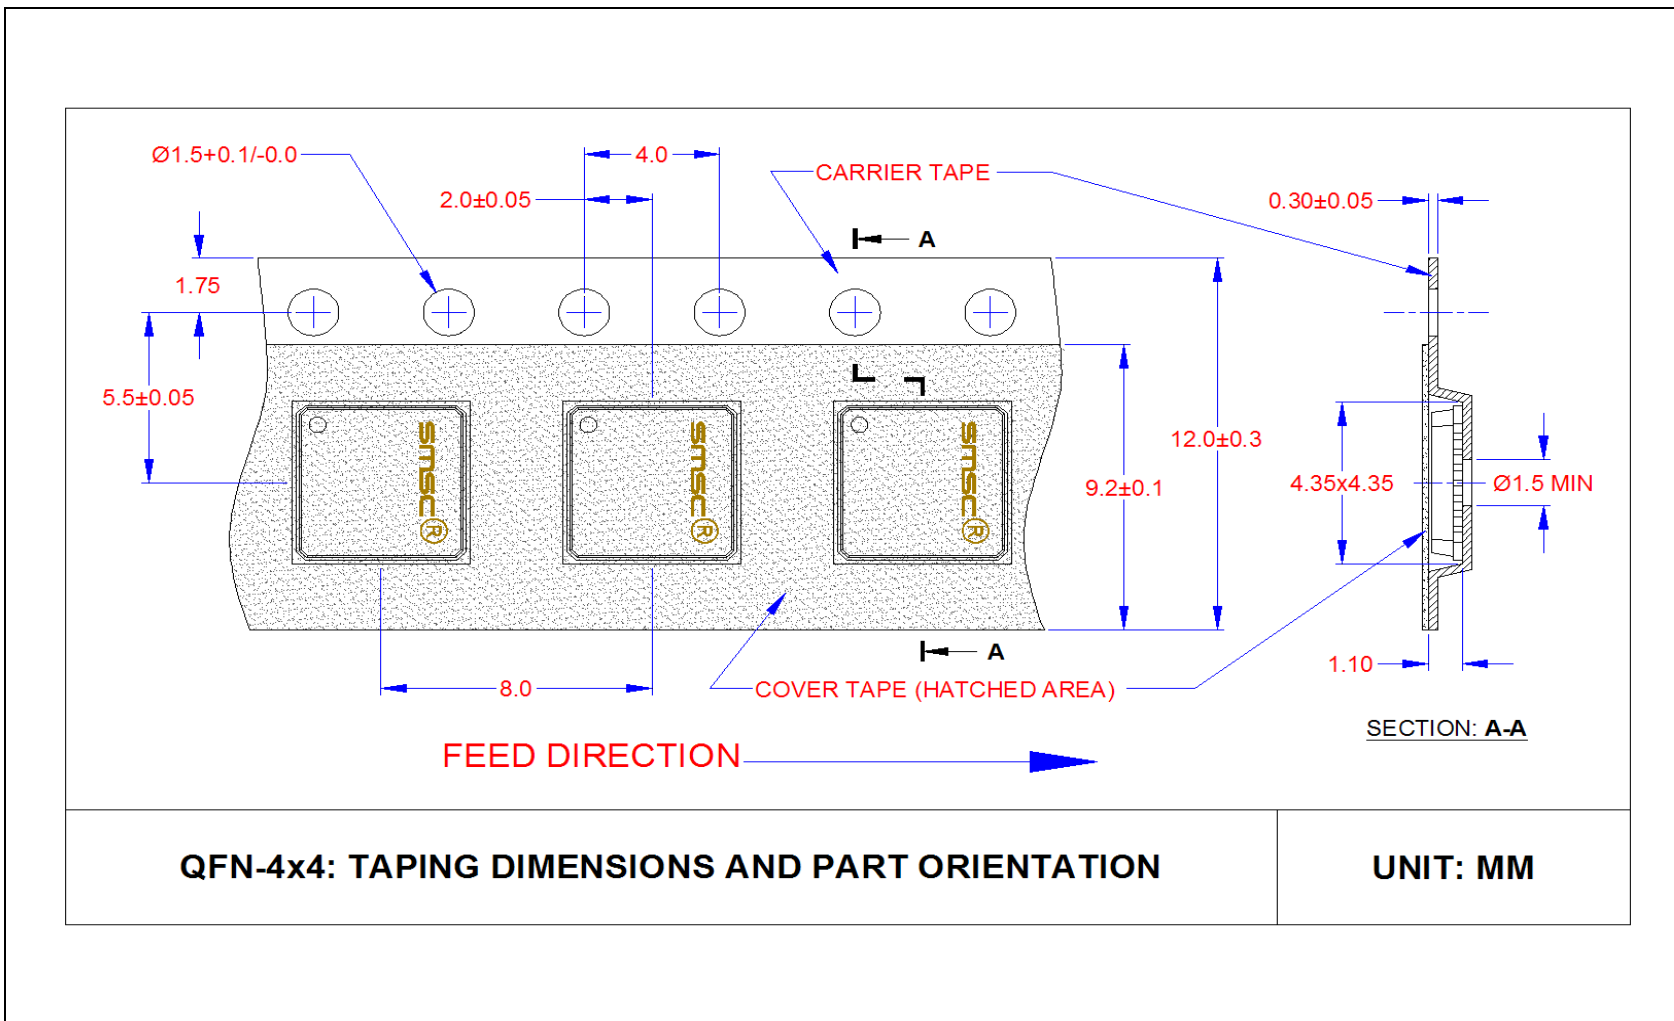 Ø1.5+0.1/-0.0
4.0
CARRIER TAPE
2.0±0.05
0.30±0.05
A
1.75
5.5±0.05
smsc®
smsc®
smsc®
12.0±0.3
9.2±0.1
4.35x4.35
Ø1.5 MIN
A
1.10
8.0
COVER TAPE (HATCHED AREA)
SECTION: A-A
FEED DIRECTION
QFN-4x4: TAPING DIMENSIONS AND PART ORIENTATION
UNIT: MM